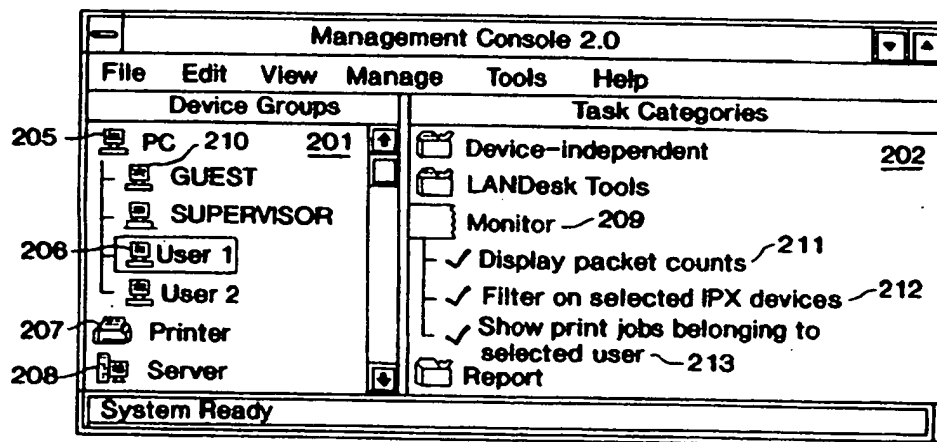 Management Console 2.0
File Edit View Manage Tools Help
Device Groups
Task Categories
205 PC 210 201
GUEST
SUPERVISOR
206 User 1
User 2
207 Printer
208 Server
Device-independent 202
LANDesk Tools
Monitor 209
211
Display packet counts
Filter on selected IPX devices 212
Show print jobs belonging to
selected user 213
Report
System Ready